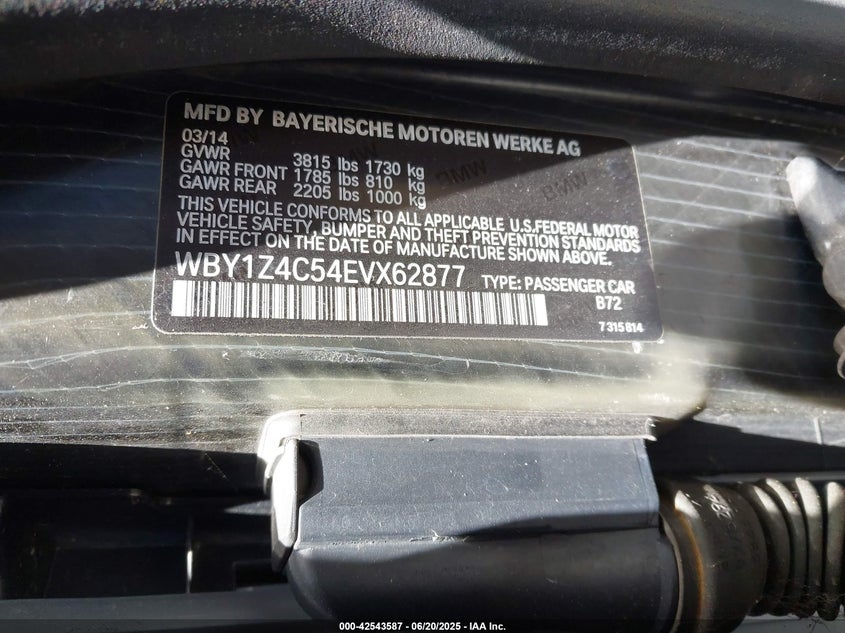 MFD BY BAYERISCHE MOTOREN WERKE AG
03/14
GVWR 3815 lbs 1730 kg
GAWR FRONT 1785 lbs 810 kg
GAWR REAR 2205 lbs 1000 kg
THIS VEHICLE CONFORMS TO ALL APPLICABLE U.S.FEDERAL MOTOR
VEHICLE SAFETY, BUMPER AND THEFT PREVENTION STANDARDS
IN EFFECT ON THE DATE OF MANUFACTURE SHOWN ABOVE.
WBY1Z4C54EVX62877 TYPE: PASSENGER CAR
B72
7 315 814
BMW
BMW
000-42543587 - 06/20/2025 - IAA Inc.